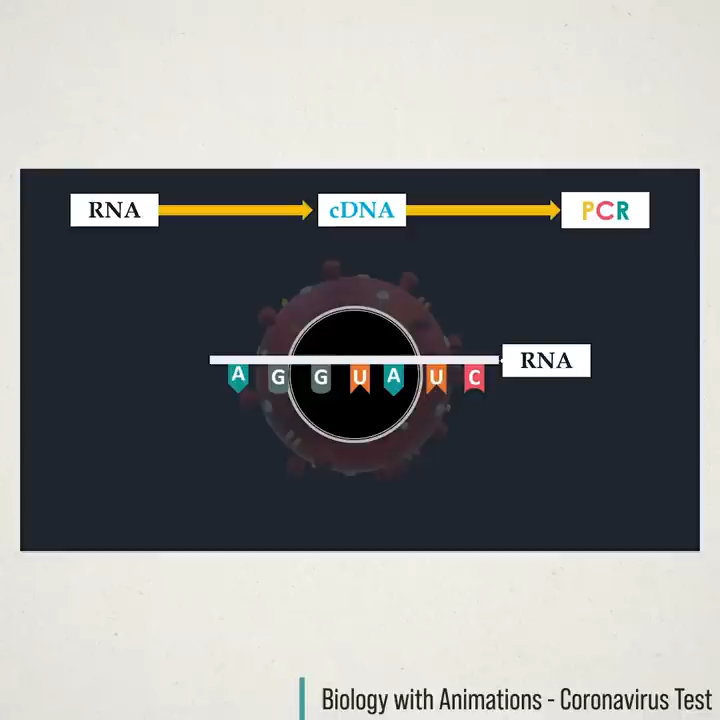 RNA cDNA PCR
RNA
A G G U A U C
Biology with Animations - Coronavirus Test